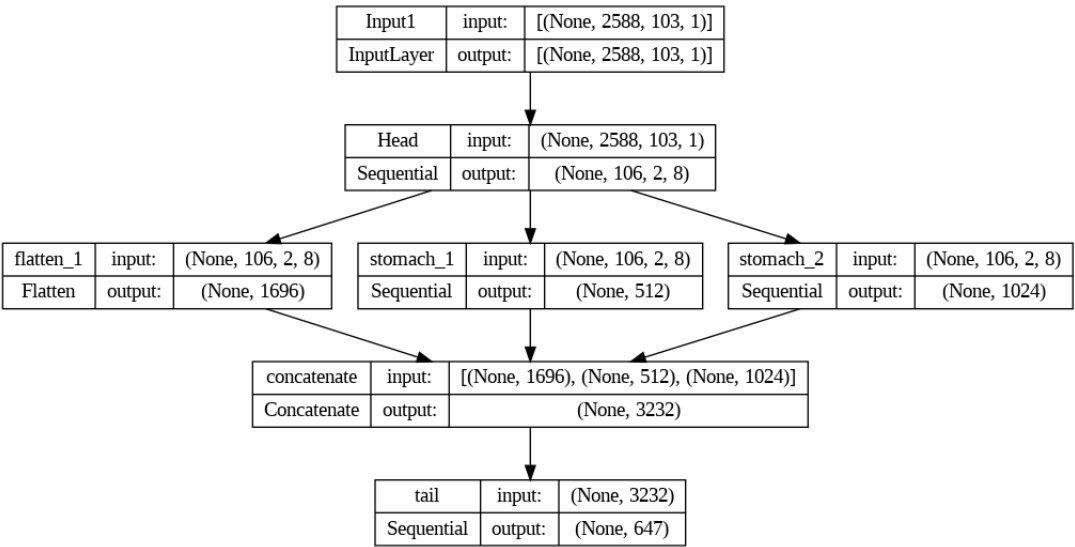 Input1 input: [(None, 2588, 103, 1)]
InputLayer output: [(None, 2588, 103, 1)]
Head input: (None, 2588, 103, 1)
Sequential output: (None, 106, 2, 8)
flatten_1 input: (None, 106, 2, 8)
Flatten output: (None, 1696)
stomach_1 input: (None, 106, 2, 8)
Sequential output: (None, 512)
stomach_2 input: (None, 106, 2, 8)
Sequential output: (None, 1024)
concatenate input: [(None, 1696), (None, 512), (None, 1024)]
Concatenate output: (None, 3232)
tail input: (None, 3232)
Sequential output: (None, 647)